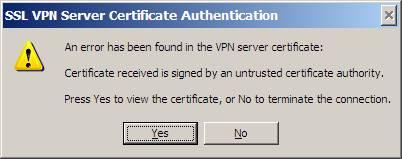 SSL VPN Server Certificate Authentication
An error has been found in the VPN server certificate:
Certificate received is signed by an untrusted certificate authority.
Press Yes to view the certificate, or No to terminate the connection.
Yes
No